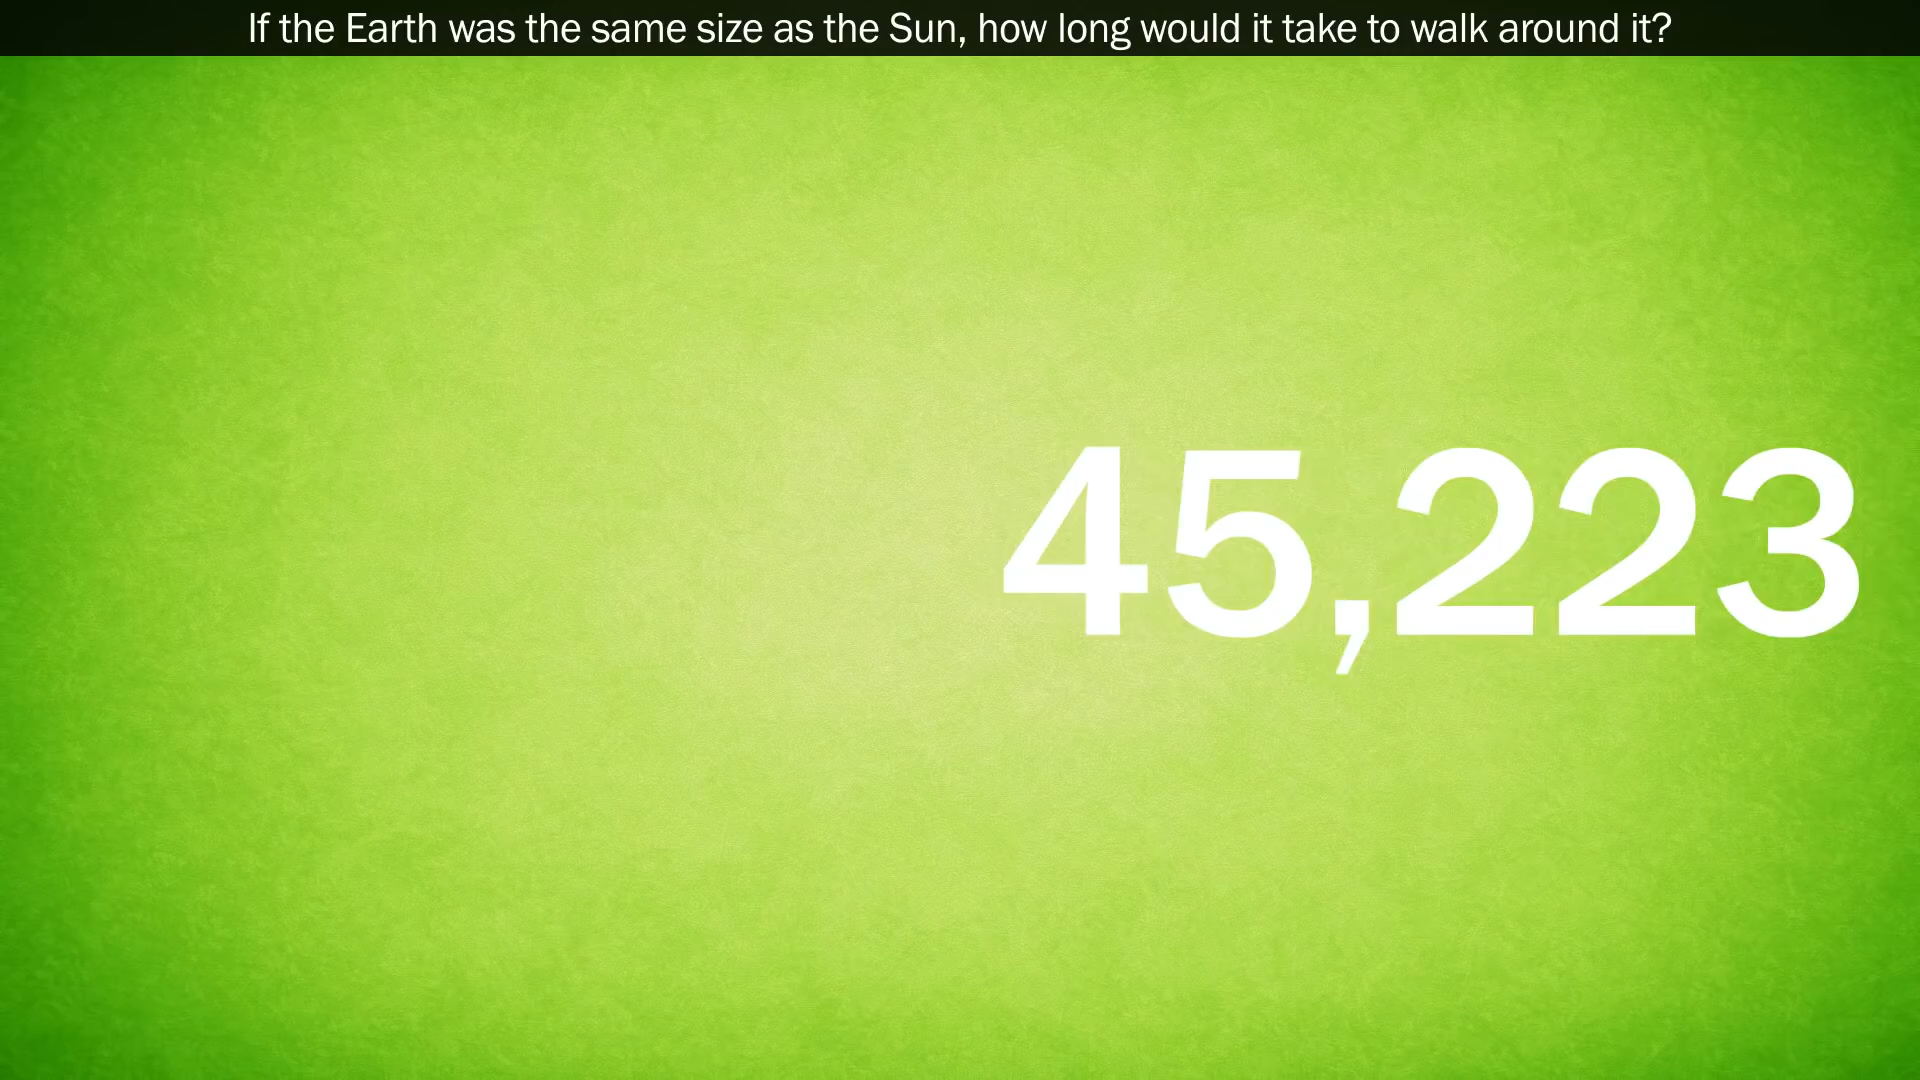 If the Earth was the same size as the Sun, how long would it take to walk around it?
45,223